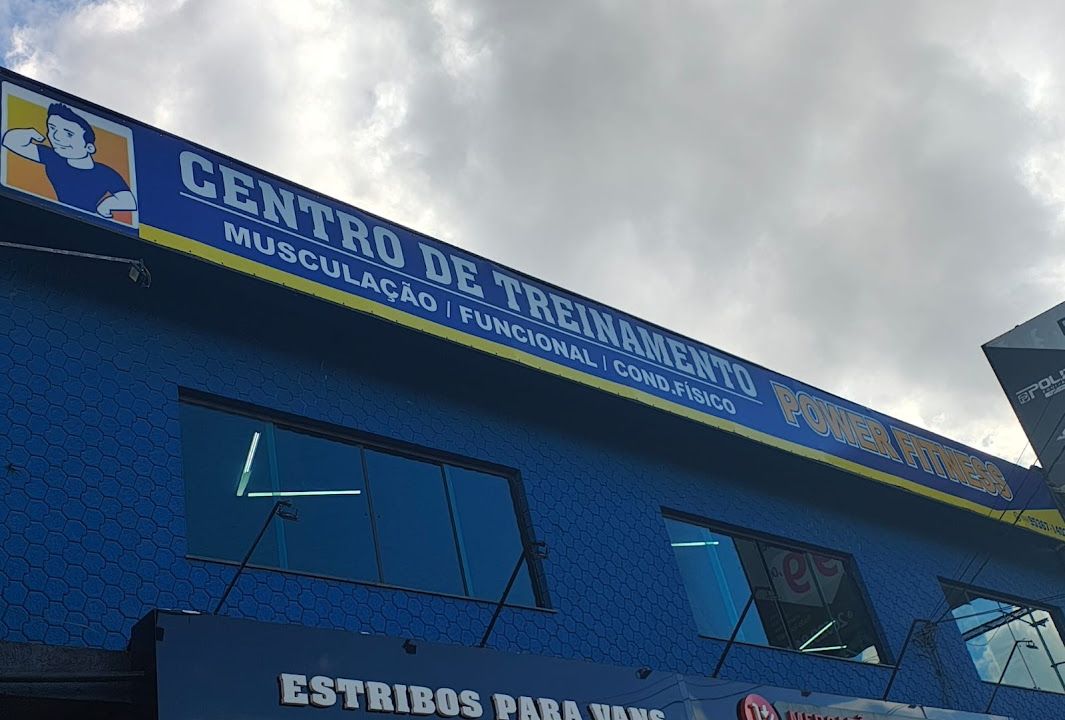 CENTRO DE TREINAMENTO
MUSCULAÇÃO | FUNCIONAL | COND.FÍSICO
POWER FITNESS
ESTRIBOS PARA VANS